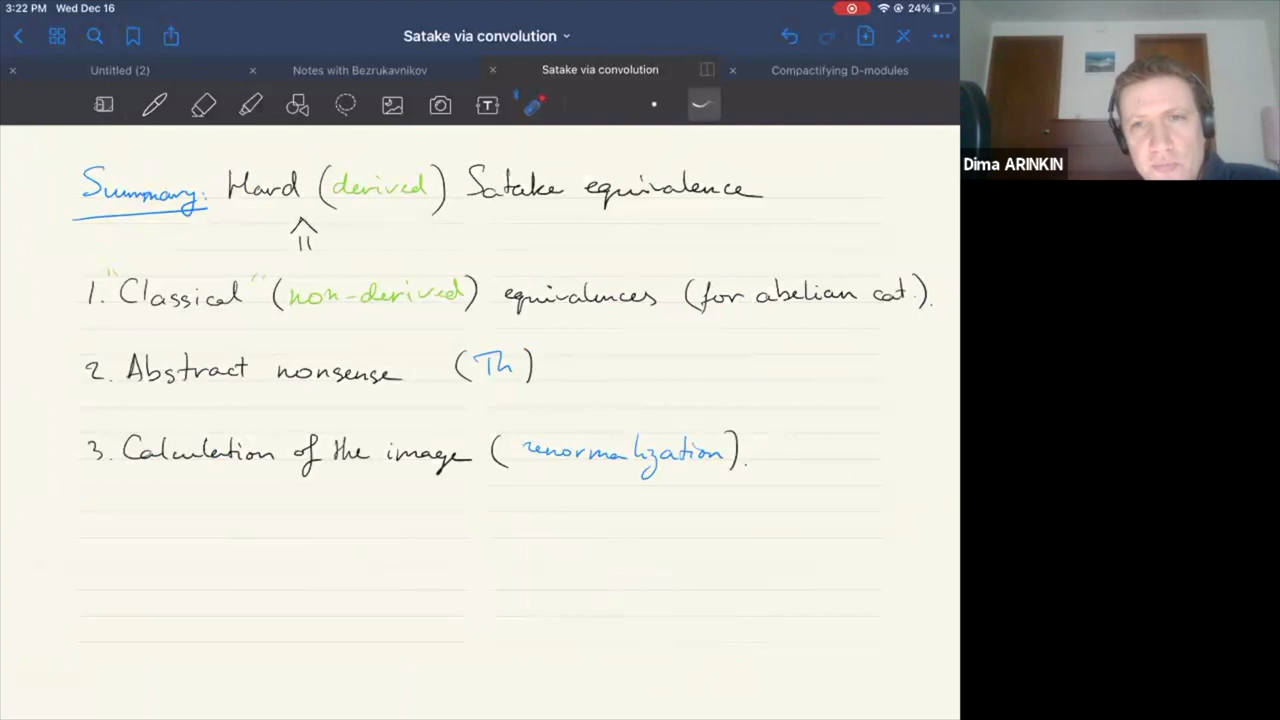 3:22 PM Wed Dec 16
24%
Satake via convolution
Untitled (2)
Notes with Bezrukavnikov
Satake via convolution
Compactifying D-modules
T
Dima ARINKIN
Summary: Hard (derived) Satake equivalence
⇑
1. "Classical" (non-derived) equivalences (for abelian cat.).
2. Abstract nonsense (Th)
3. Calculation of the image (renormalization).